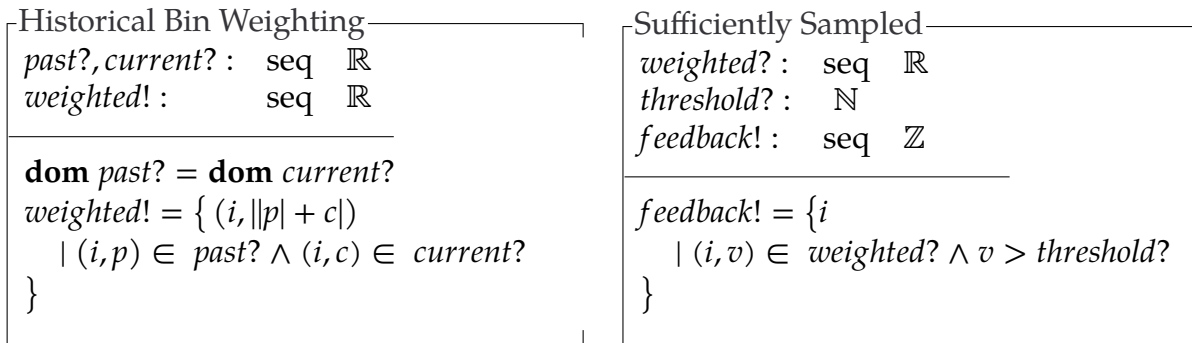 Historical Bin Weighting
past?, current? : seq ℝ
weighted! : seq ℝ
dom past? = dom current?
weighted! = { (i, ||p| + c|)
| (i, p) ∈ past? ∧ (i, c) ∈ current?
}
Sufficiently Sampled
weighted? : seq ℝ
threshold? : ℕ
feedback! : seq ℤ
feedback! = {i
| (i, v) ∈ weighted? ∧ v > threshold?
}